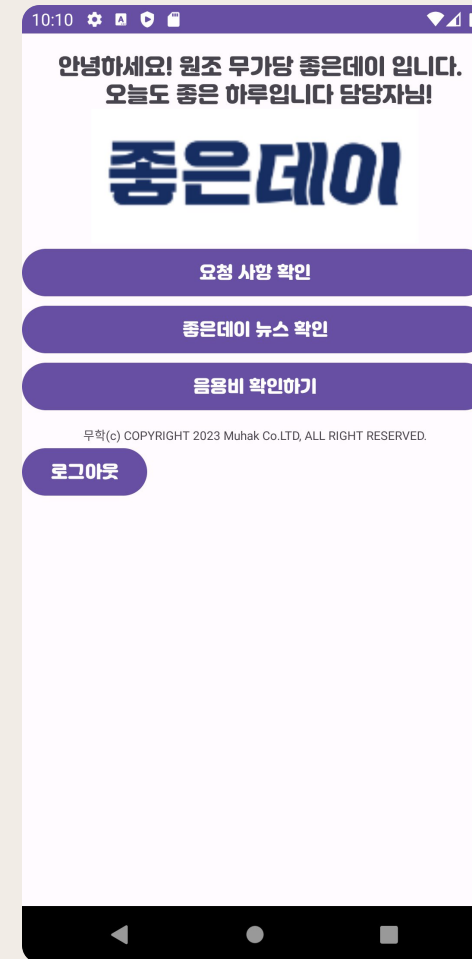 10:10
안녕하세요! 원조 무가당 좋은데이 입니다.
오늘도 좋은 하루입니다 담당자님!
좋은데이
요청 사항 확인
좋은데이 뉴스 확인
음용비 확인하기
무학(c) COPYRIGHT 2023 Muhak Co.LTD, ALL RIGHT RESERVED.
로그아웃